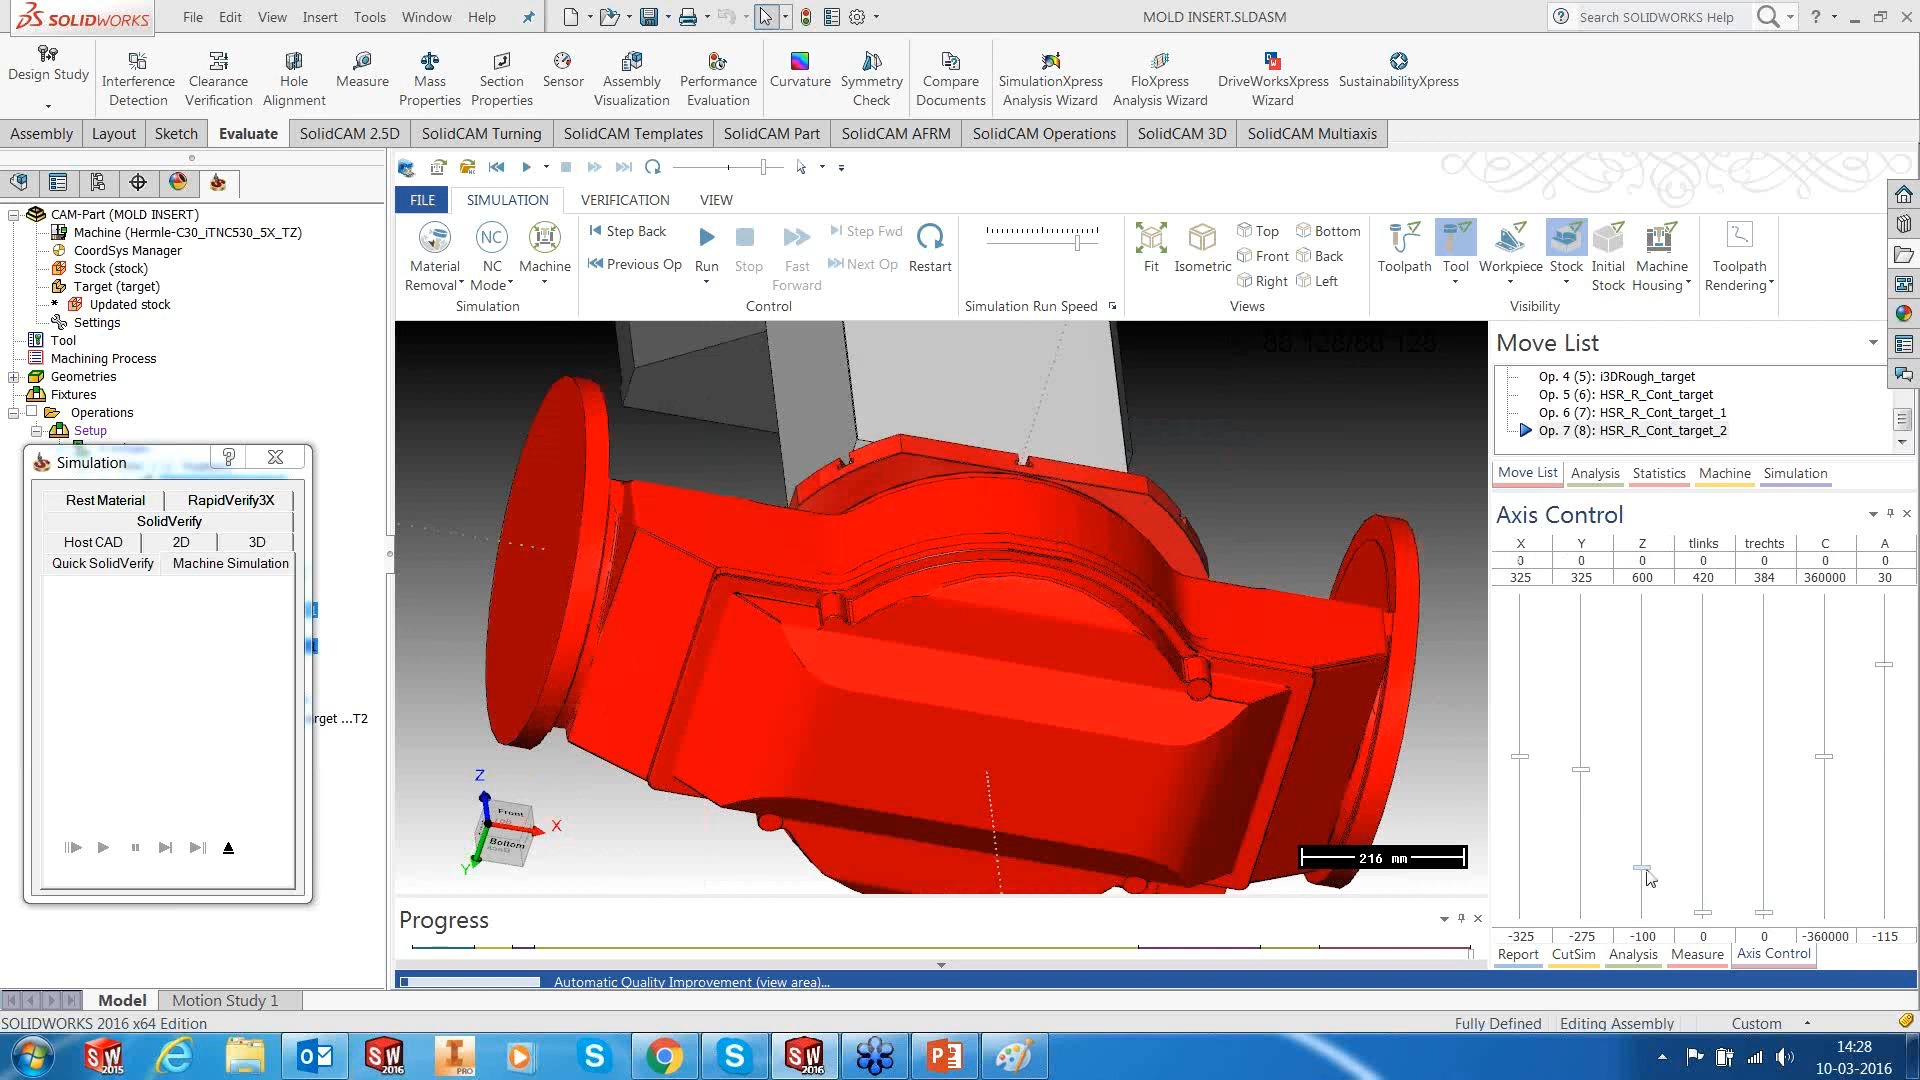 SOLIDWORKS
File Edit View Insert Tools Window Help
MOLD INSERT.SLDASM
Search SOLIDWORKS Help
Design Study
Interference Detection
Clearance Verification
Hole Alignment
Measure
Mass Properties
Section Properties
Sensor
Assembly Visualization
Performance Evaluation
Curvature
Symmetry Check
Compare Documents
SimulationXpress Analysis Wizard
FloXpress Analysis Wizard
DriveWorksXpress Wizard
SustainabilityXpress
Assembly Layout Sketch Evaluate SolidCAM 2.5D SolidCAM Turning SolidCAM Templates SolidCAM Part SolidCAM AFRM SolidCAM Operations SolidCAM 3D SolidCAM Multiaxis
CAM-Part (MOLD INSERT)
Machine (Hermle-C30_iTNC530_5X_TZ)
CoordSys Manager
Stock (stock)
Target (target)
* Updated stock
Settings
Tool
Machining Process
Geometries
Fixtures
Operations
Setup
rget ...T2
Simulation
Rest Material RapidVerify3X
SolidVerify
Host CAD 2D 3D
Quick SolidVerify Machine Simulation
FILE SIMULATION VERIFICATION VIEW
Material Removal
NC Mode
Machine
Simulation
Step Back
Previous Op
Run
Stop
Fast Forward
Step Fwd
Next Op
Restart
Control
Simulation Run Speed
Fit
Isometric
Top Bottom
Front Back
Right Left
Views
Toolpath
Tool
Workpiece
Stock
Initial Stock
Machine Housing
Visibility
Toolpath Rendering
88.128/88.128
Z
X
Y
Front
Bottom
216 mm
Move List
Op. 4 (5): i3DRough_target
Op. 5 (6): HSR_R_Cont_target
Op. 6 (7): HSR_R_Cont_target_1
Op. 7 (8): HSR_R_Cont_target_2
Move List Analysis Statistics Machine Simulation
Axis Control
X Y Z tlinks trechts C A
0 0 0 0 0 0 0
325 325 600 420 384 360000 30
-325 -275 -100 0 0 -360000 -115
Report CutSim Analysis Measure Axis Control
Progress
Automatic Quality Improvement (view area)...
Model Motion Study 1
SOLIDWORKS 2016 x64 Edition
Fully Defined Editing Assembly Custom
SW 2015
SW 2016
I PRO
SW 2016
14:28
10-03-2016